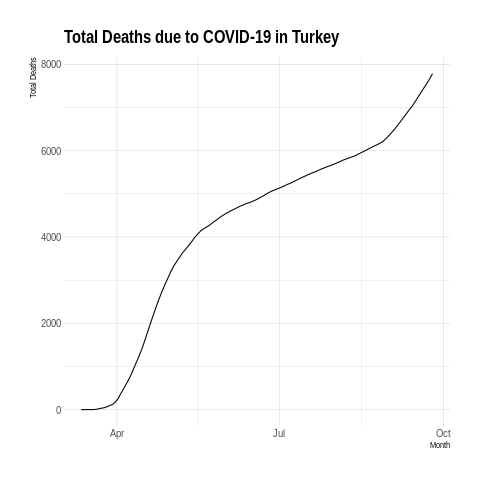 Total Deaths due to COVID-19 in Turkey
Total Deaths
8000
6000
4000
2000
0
Apr Jul Oct
Month